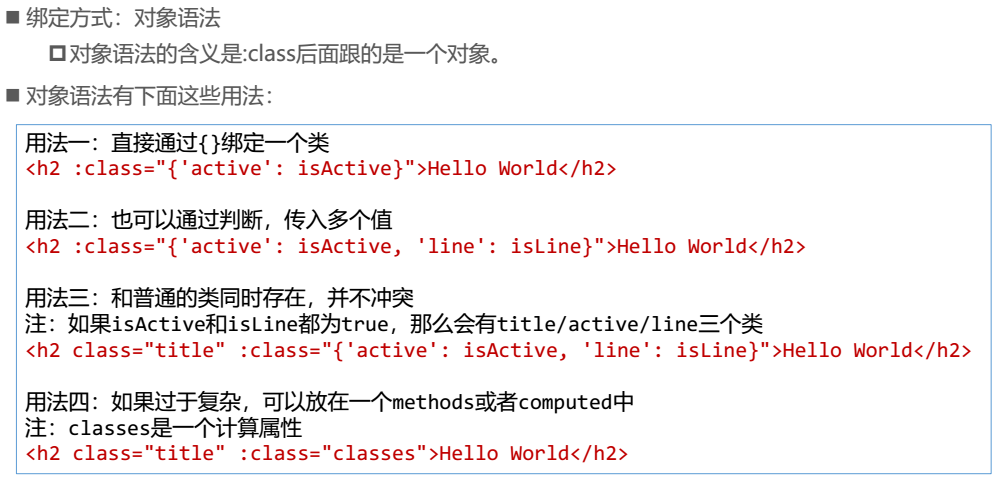 ■ 绑定方式：对象语法
对象语法的含义是:class后面跟的是一个对象。
■ 对象语法有下面这些用法：
用法一：直接通过{}绑定一个类
<h2 :class="{'active': isActive}">Hello World</h2>
用法二：也可以通过判断，传入多个值
<h2 :class="{'active': isActive, 'line': isLine}">Hello World</h2>
用法三：和普通的类同时存在，并不冲突
注：如果isActive和isLine都为true，那么会有title/active/line三个类
<h2 class="title" :class="{'active': isActive, 'line': isLine}">Hello World</h2>
用法四：如果过于复杂，可以放在一个methods或者computed中
注：classes是一个计算属性
<h2 class="title" :class="classes">Hello World</h2>